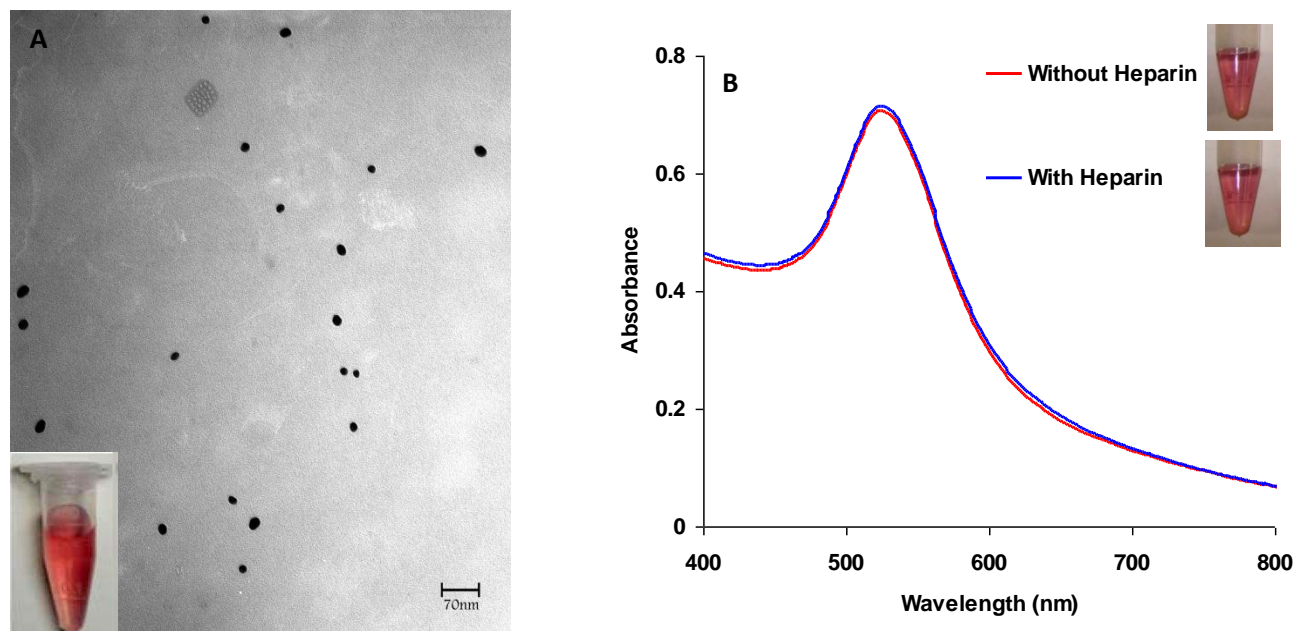 A
70nm
B
Without Heparin
With Heparin
Absorbance
0.8
0.6
0.4
0.2
0
400 500 600 700 800
Wavelength (nm)